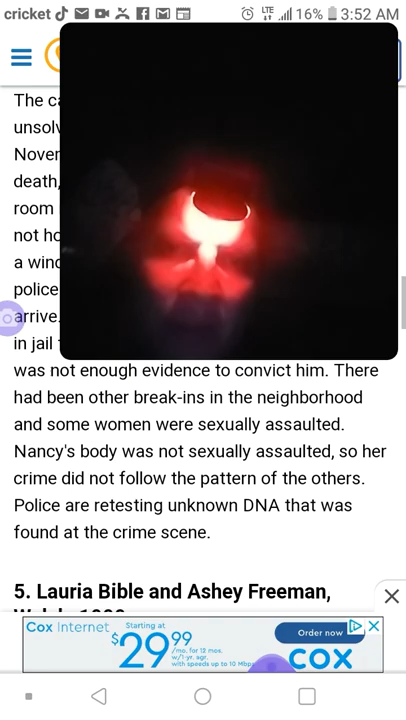 cricket
LTE 16% 3:52 AM
The
unsol
Nover
death,
room
not
a wind
police
arrive.
in jail
was not enough evidence to convict him. There
had been other break-ins in the neighborhood
and some women were sexually assaulted.
Nancy's body was not sexually assaulted, so her
crime did not follow the pattern of the others.
Police are retesting unknown DNA that was
found at the crime scene.
5. Lauria Bible and Ashey Freeman,
Cox Internet
Starting at
$29.99
/mo. for 12 mos.
w/1-yr. agr.
with speeds up to 10 Mbps
Order now
COX